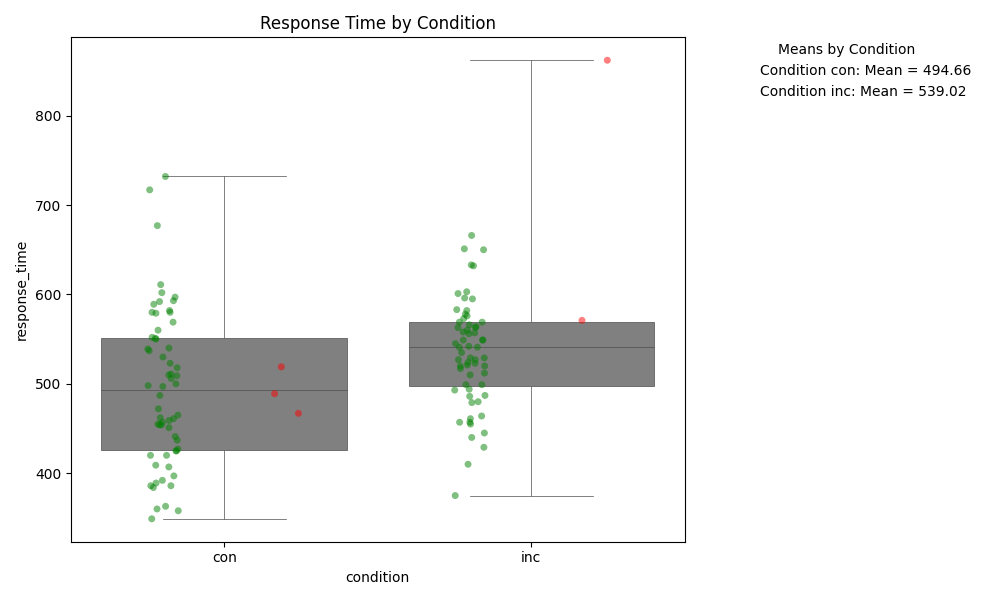 Response Time by Condition
Means by Condition
Condition con: Mean = 494.66
Condition inc: Mean = 539.02
response_time
800
700
600
500
400
con
inc
condition